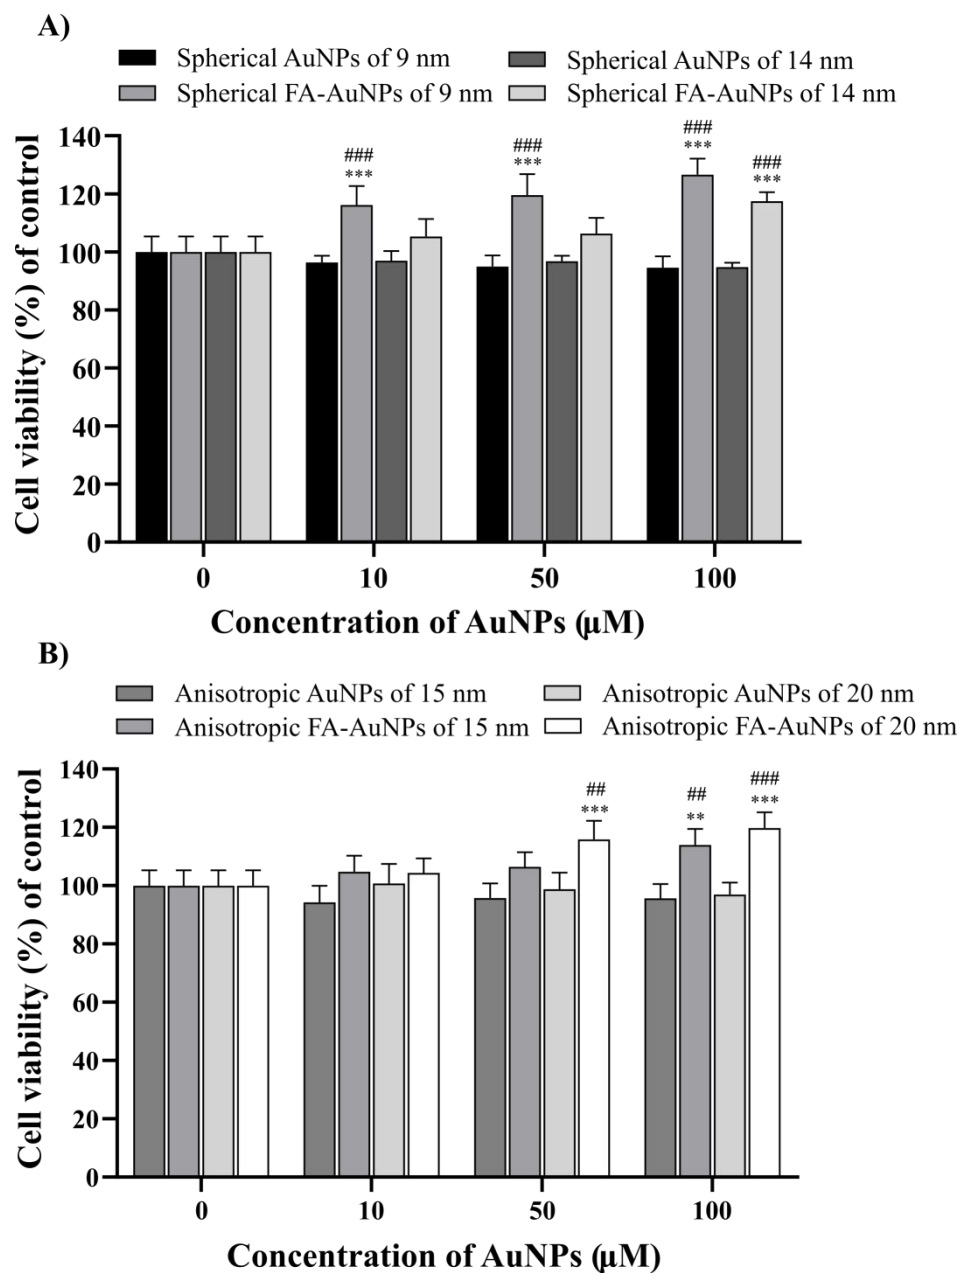 A)
Spherical AuNPs of 9 nm
Spherical AuNPs of 14 nm
Spherical FA-AuNPs of 9 nm
Spherical FA-AuNPs of 14 nm
Cell viability (%) of control
140
120
100
80
60
40
20
0
###
***
###
***
###
***
###
***
0
10
50
100
Concentration of AuNPs (µM)
B)
Anisotropic AuNPs of 15 nm
Anisotropic AuNPs of 20 nm
Anisotropic FA-AuNPs of 15 nm
Anisotropic FA-AuNPs of 20 nm
Cell viability (%) of control
140
120
100
80
60
40
20
0
##
***
##
**
###
***
0
10
50
100
Concentration of AuNPs (µM)